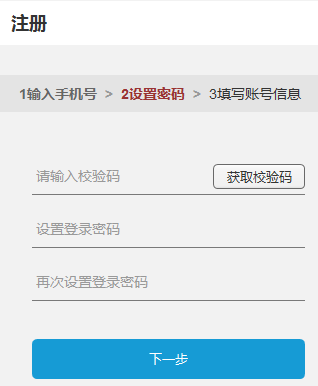 注册
1输入手机号 > 2设置密码 > 3填写账号信息
请输入校验码 获取校验码
设置登录密码
再次设置登录密码
下一步